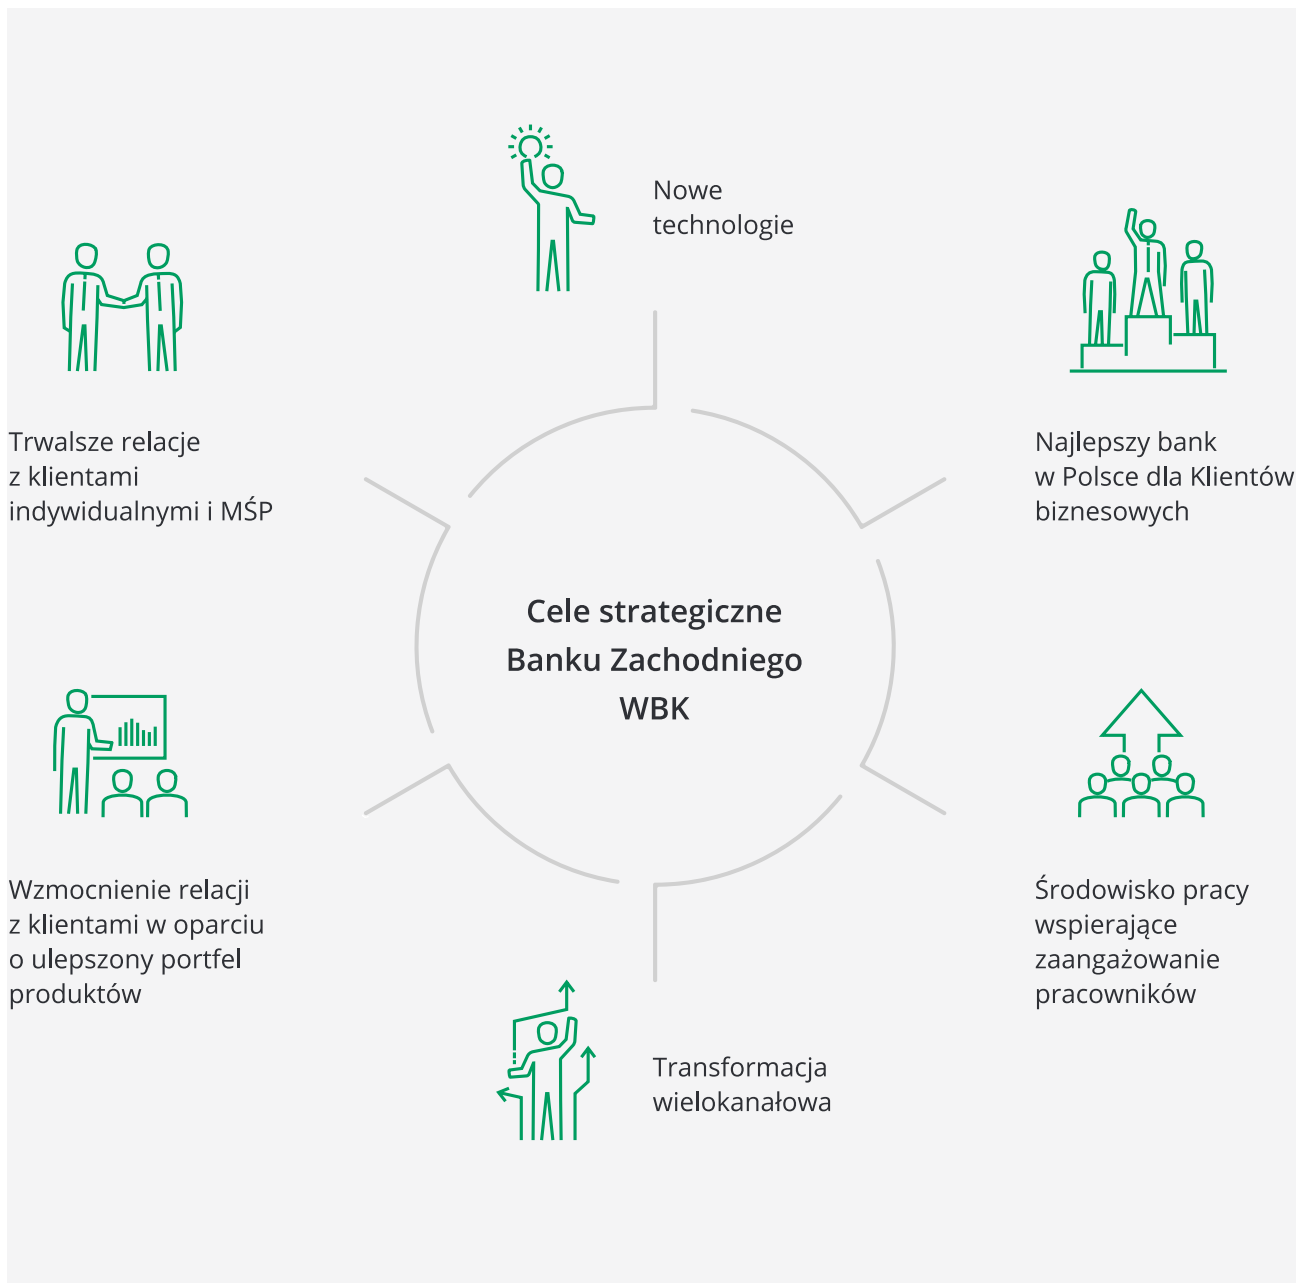 Nowe
technologie
Trwalsze relacje
z klientami
indywidualnymi i MŚP
Najlepszy bank
w Polsce dla Klientów
biznesowych
Cele strategiczne
Banku Zachodniego
WBK
Wzmocnienie relacji
z klientami w oparciu
o ulepszony portfel
produktów
Środowisko pracy
wspierające
zaangażowanie
pracowników
Transformacja
wielokanałowa